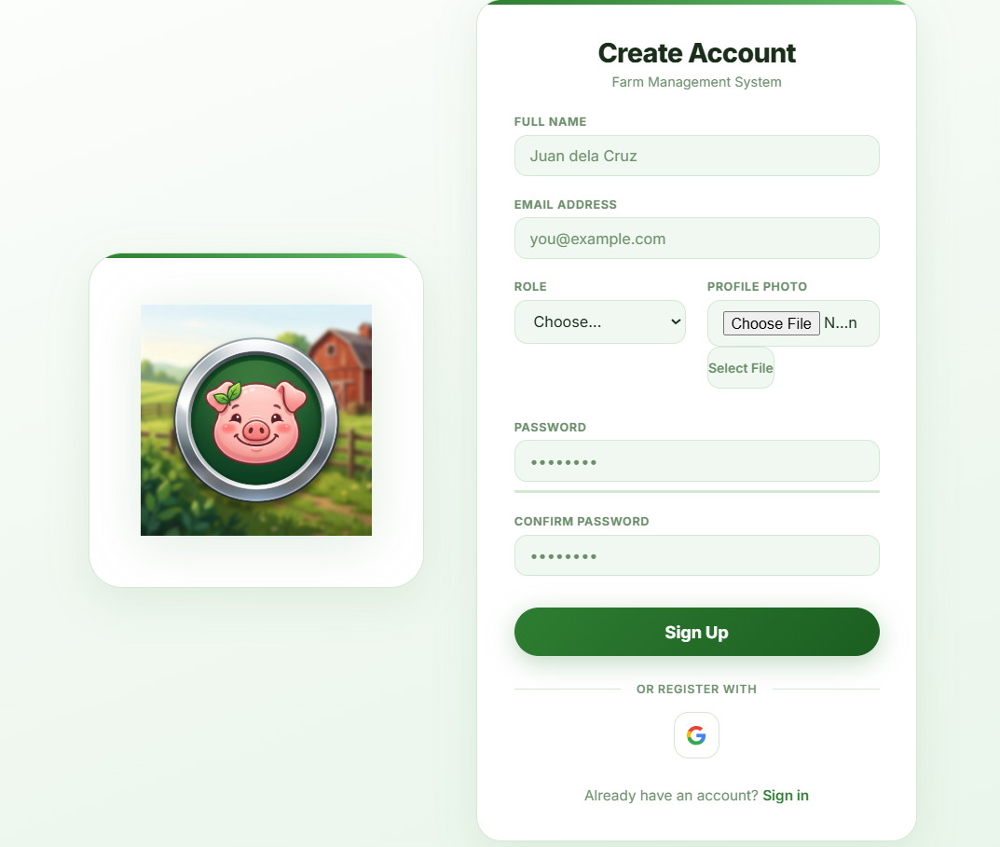 Create Account
Farm Management System
FULL NAME
Juan dela Cruz
EMAIL ADDRESS
you@example.com
ROLE
PROFILE PHOTO
Choose...
Choose File N...n
Select File
PASSWORD
••••••••
CONFIRM PASSWORD
••••••••
Sign Up
OR REGISTER WITH
G
Already have an account? Sign in